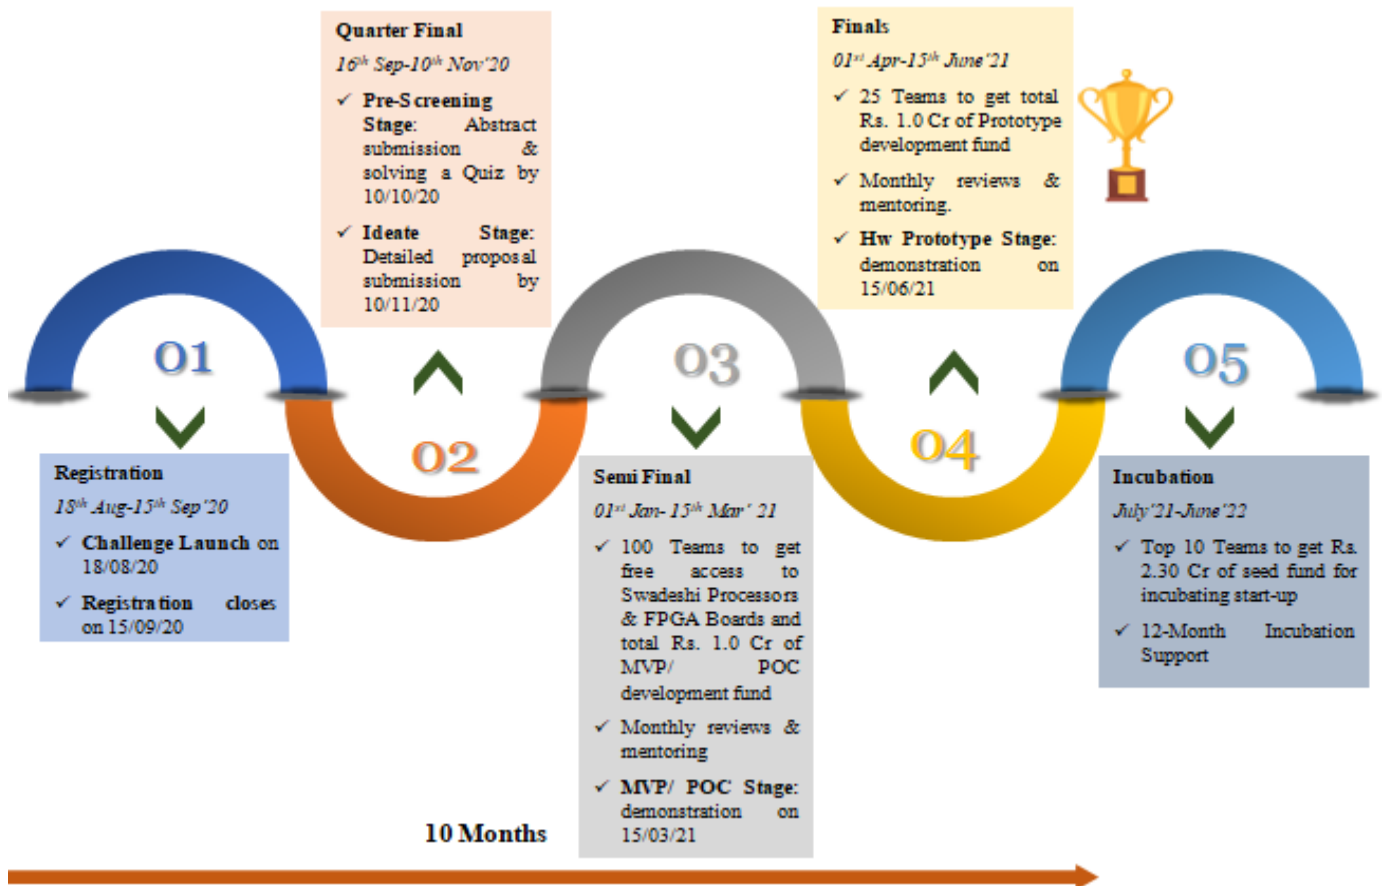 01
Registration
18th Aug-15th Sep'20
✓ Challenge Launch on
18/08/20
✓ Registration closes
on 15/09/20
Quarter Final
16th Sep-10th Nov'20
✓ Pre-Screening
Stage: Abstract
submission &
solving a Quiz by
10/10/20
✓ Ideate Stage:
Detailed proposal
submission by
10/11/20
02
03
Semi Final
01st Jan- 15th Mar' 21
✓ 100 Teams to get
free access to
Swadeshi Processors
& FPGA Boards and
total Rs. 1.0 Cr of
MVP/ POC
development fund
✓ Monthly reviews &
mentoring
✓ MVP/ POC Stage:
demonstration on
15/03/21
Finals
01st Apr-15th June'21
✓ 25 Teams to get total
Rs. 1.0 Cr of Prototype
development fund
✓ Monthly reviews &
mentoring.
✓ Hw Prototype Stage:
demonstration on
15/06/21
04
05
Incubation
July'21-June'22
✓ Top 10 Teams to get Rs.
2.30 Cr of seed fund for
incubating start-up
✓ 12-Month Incubation
Support
10 Months